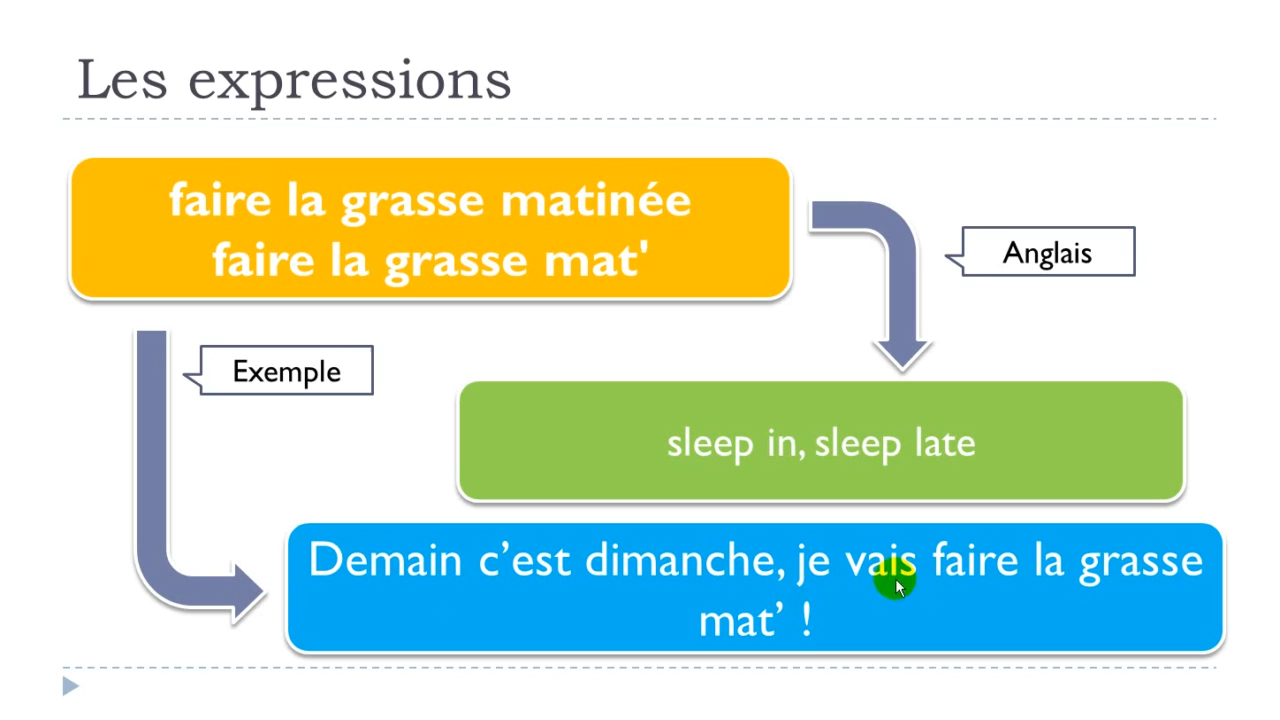 Les expressions
faire la grasse matinée
faire la grasse mat'
Anglais
Exemple
sleep in, sleep late
Demain c’est dimanche, je vais faire la grasse
mat’ !